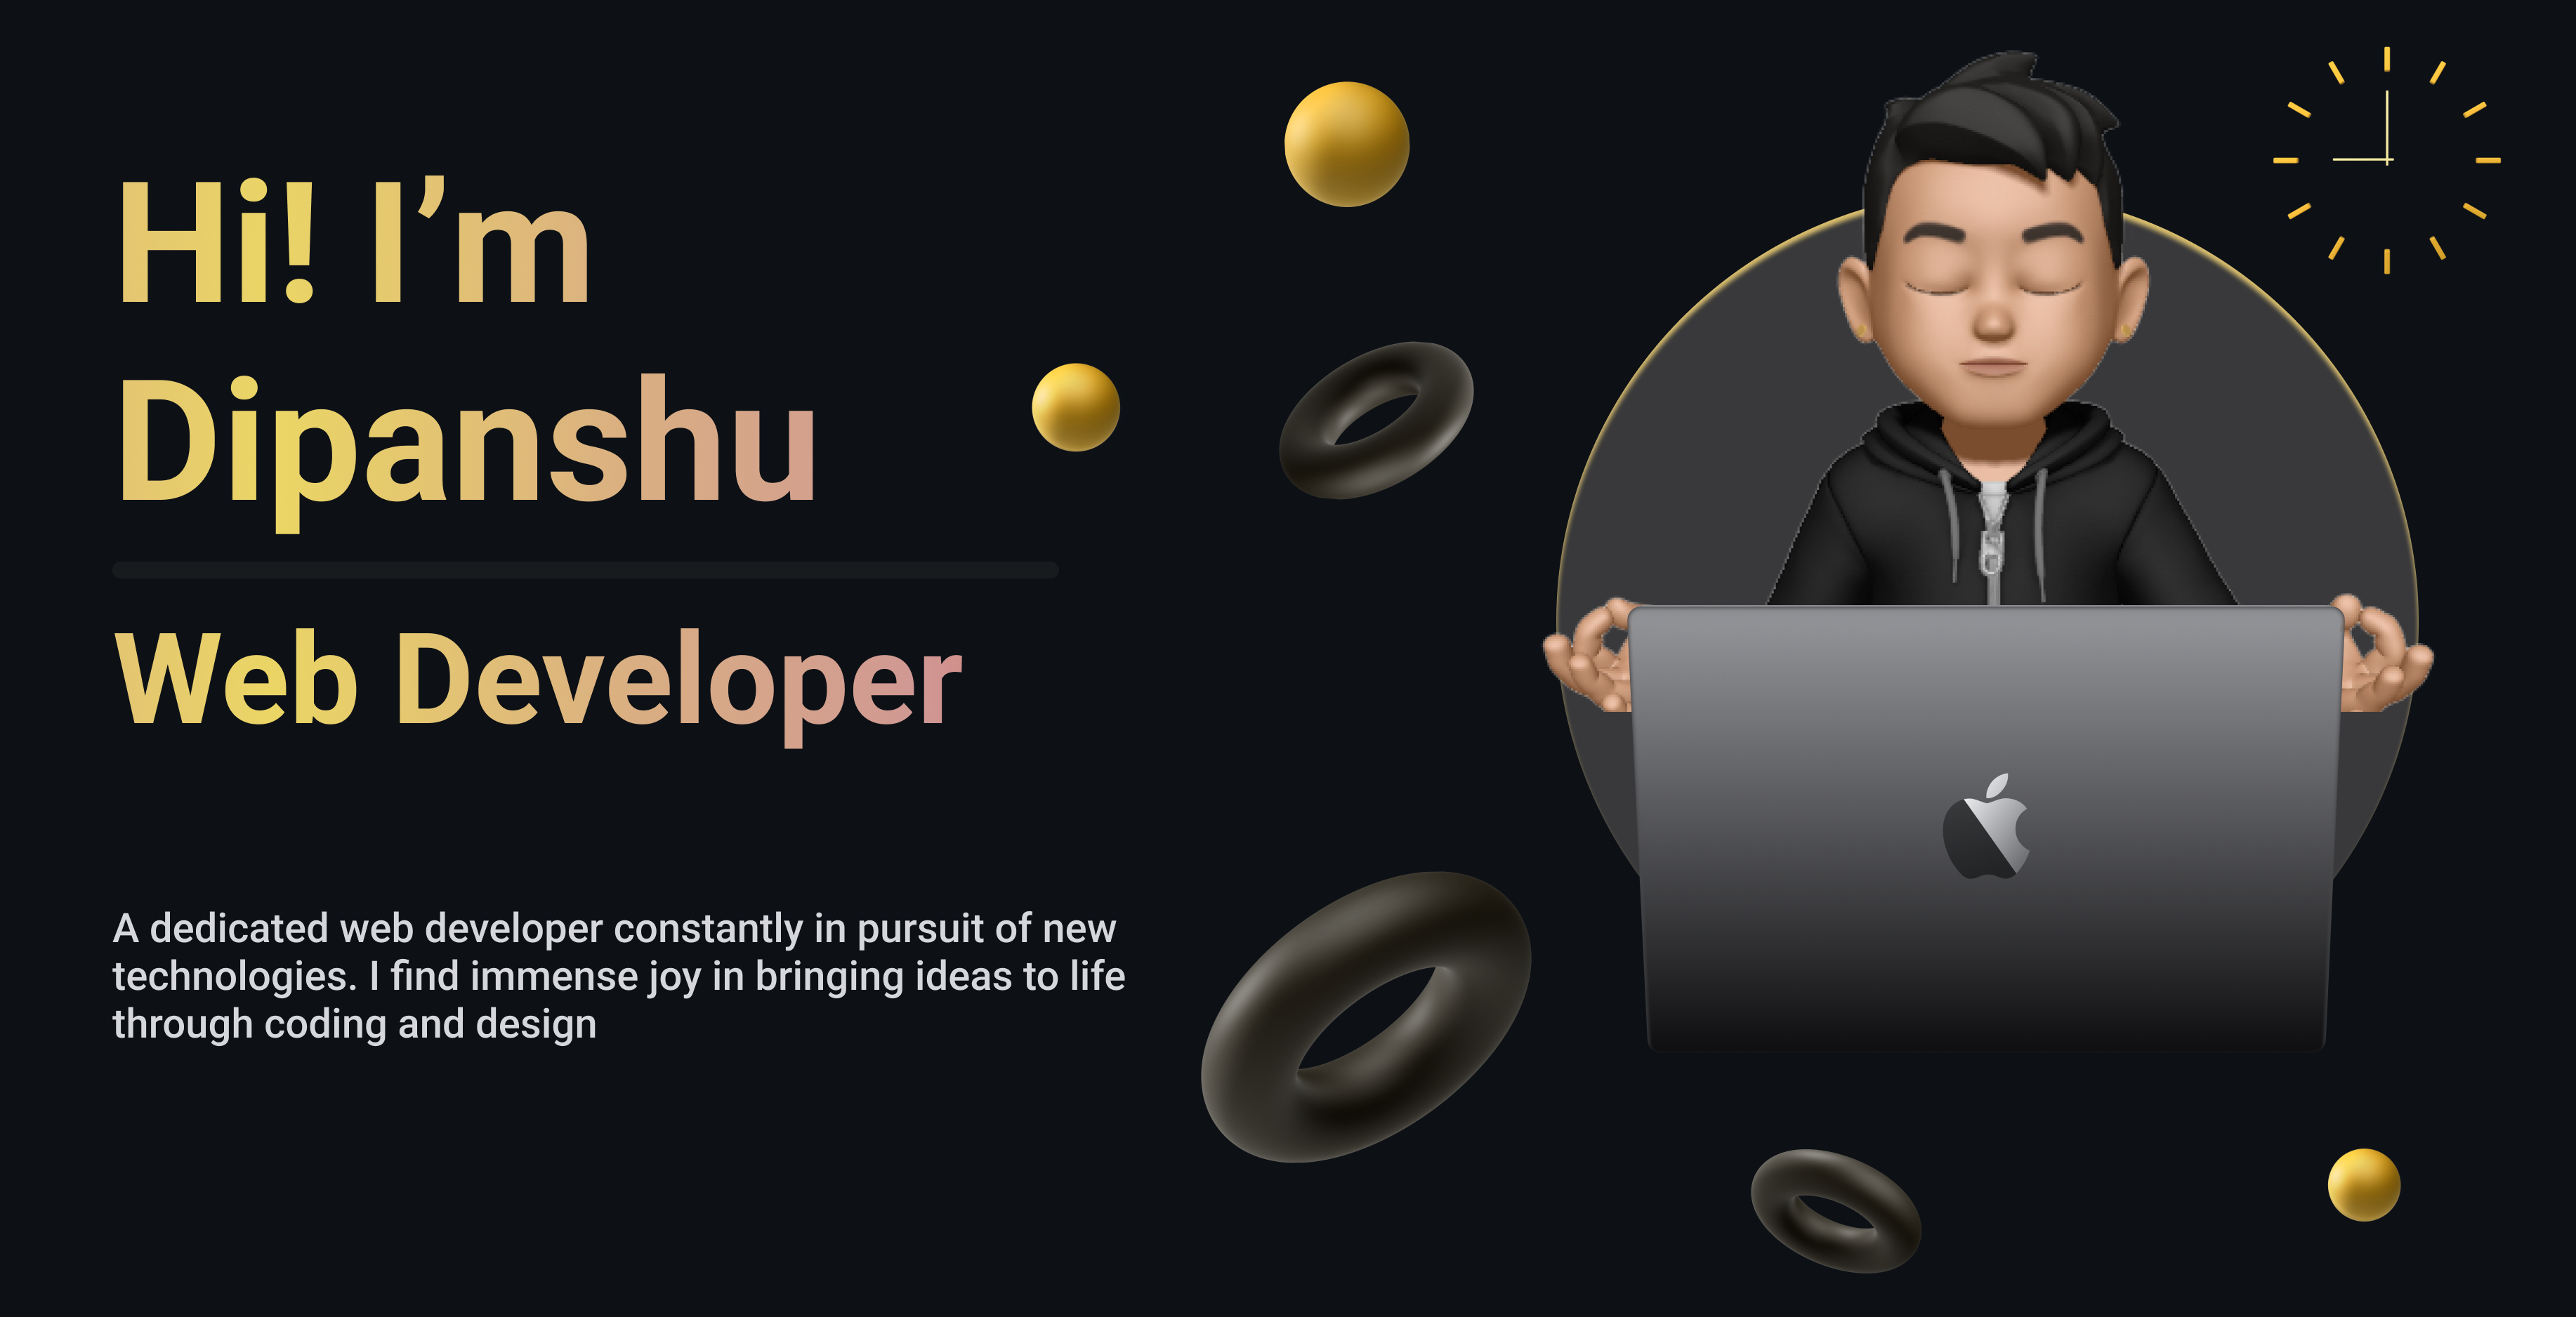 Hi! I’m
Dipanshu
Web Developer
A dedicated web developer constantly in pursuit of new
technologies. I find immense joy in bringing ideas to life
through coding and design